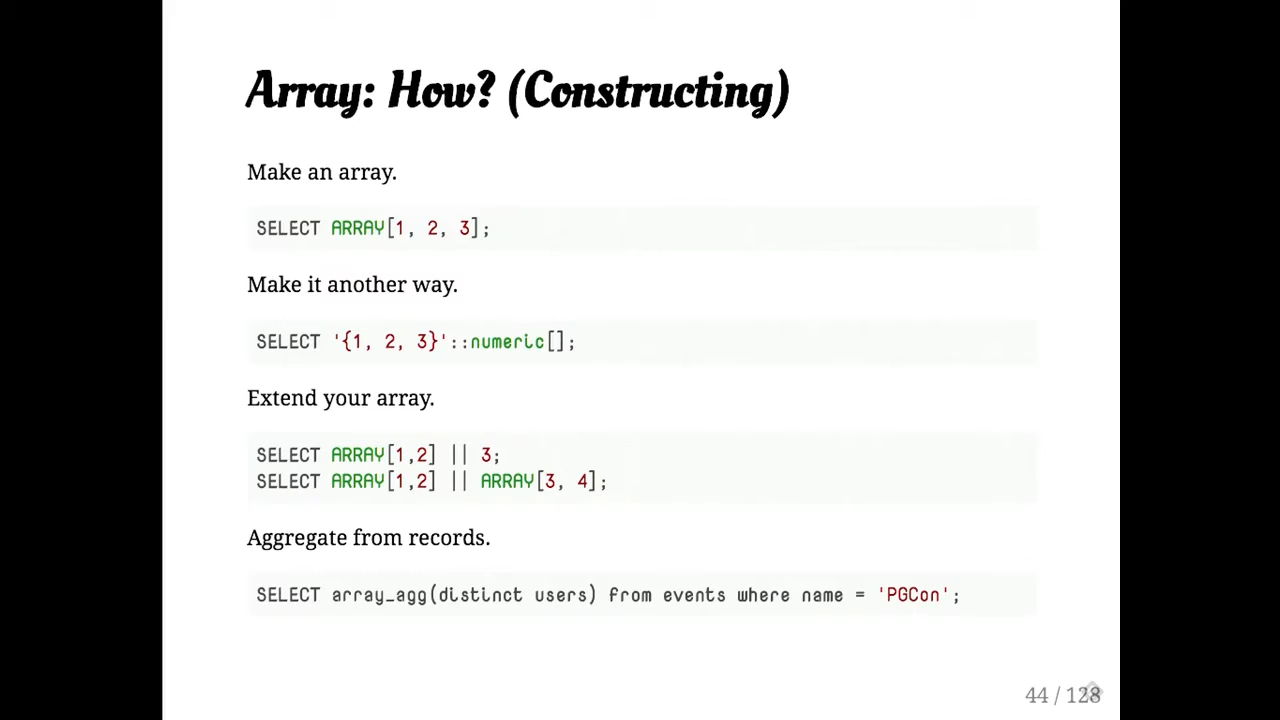 Array: How? (Constructing)
Make an array.
SELECT ARRAY[1, 2, 3];
Make it another way.
SELECT '{1, 2, 3}'::numeric[];
Extend your array.
SELECT ARRAY[1,2] || 3;
SELECT ARRAY[1,2] || ARRAY[3, 4];
Aggregate from records.
SELECT array_agg(distinct users) from events where name = 'PGCon';
44 / 128